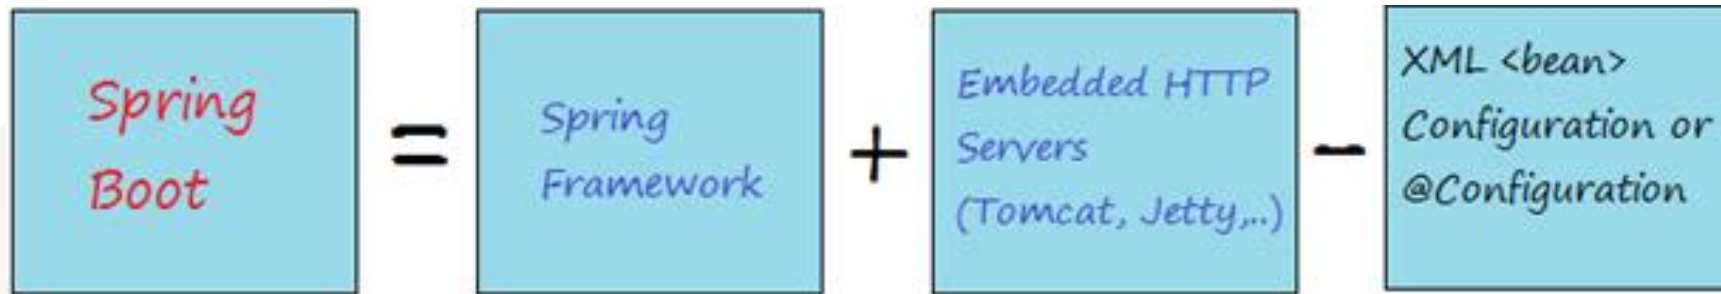 Spring
Boot
=
Spring
Framework
+
Embedded HTTP
Servers
(Tomcat, Jetty,..)
-
XML <bean>
Configuration or
@Configuration